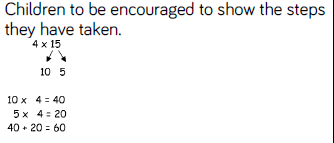 Children to be encouraged to show the steps
they have taken.
4 x 15
10 5
10 x 4 = 40
5 x 4 = 20
40 + 20 = 60